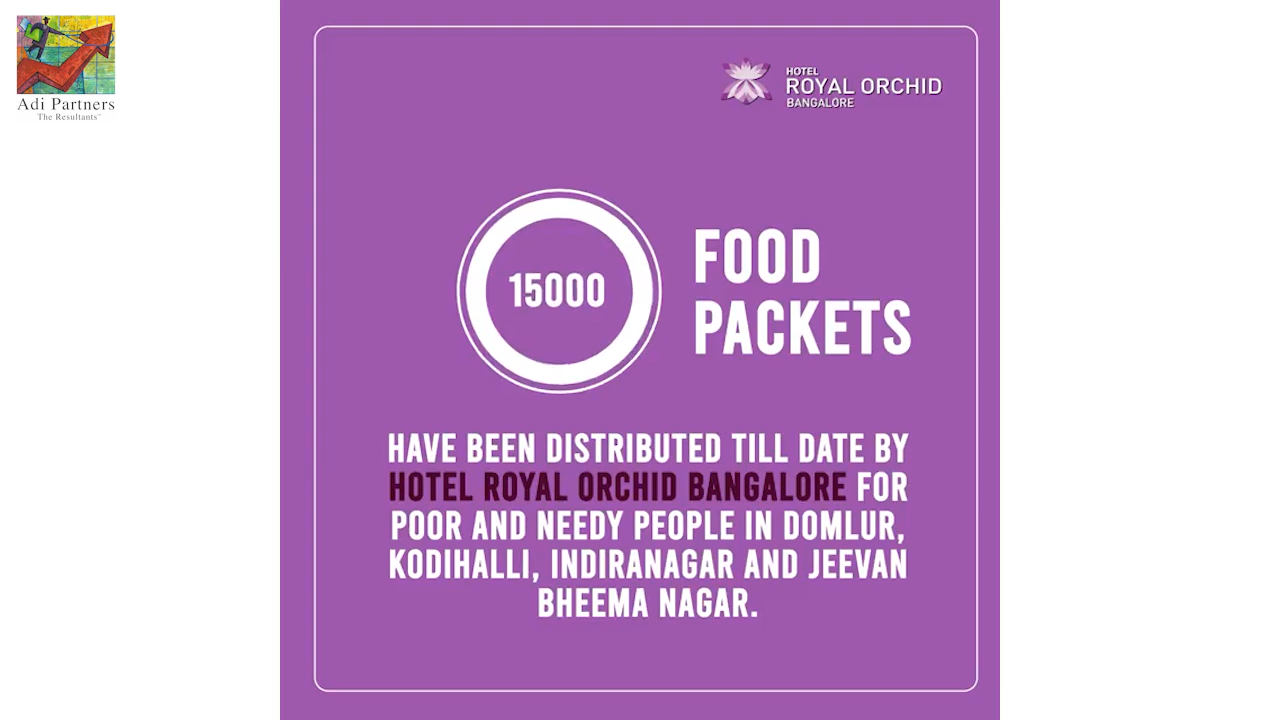 Adi Partners
The Resultants™
HOTEL
ROYAL ORCHID
BANGALORE
15000
FOOD
PACKETS
HAVE BEEN DISTRIBUTED TILL DATE BY
HOTEL ROYAL ORCHID BANGALORE FOR
POOR AND NEEDY PEOPLE IN DOMLUR,
KODIHALLI, INDIRANAGAR AND JEEVAN
BHEEMA NAGAR.